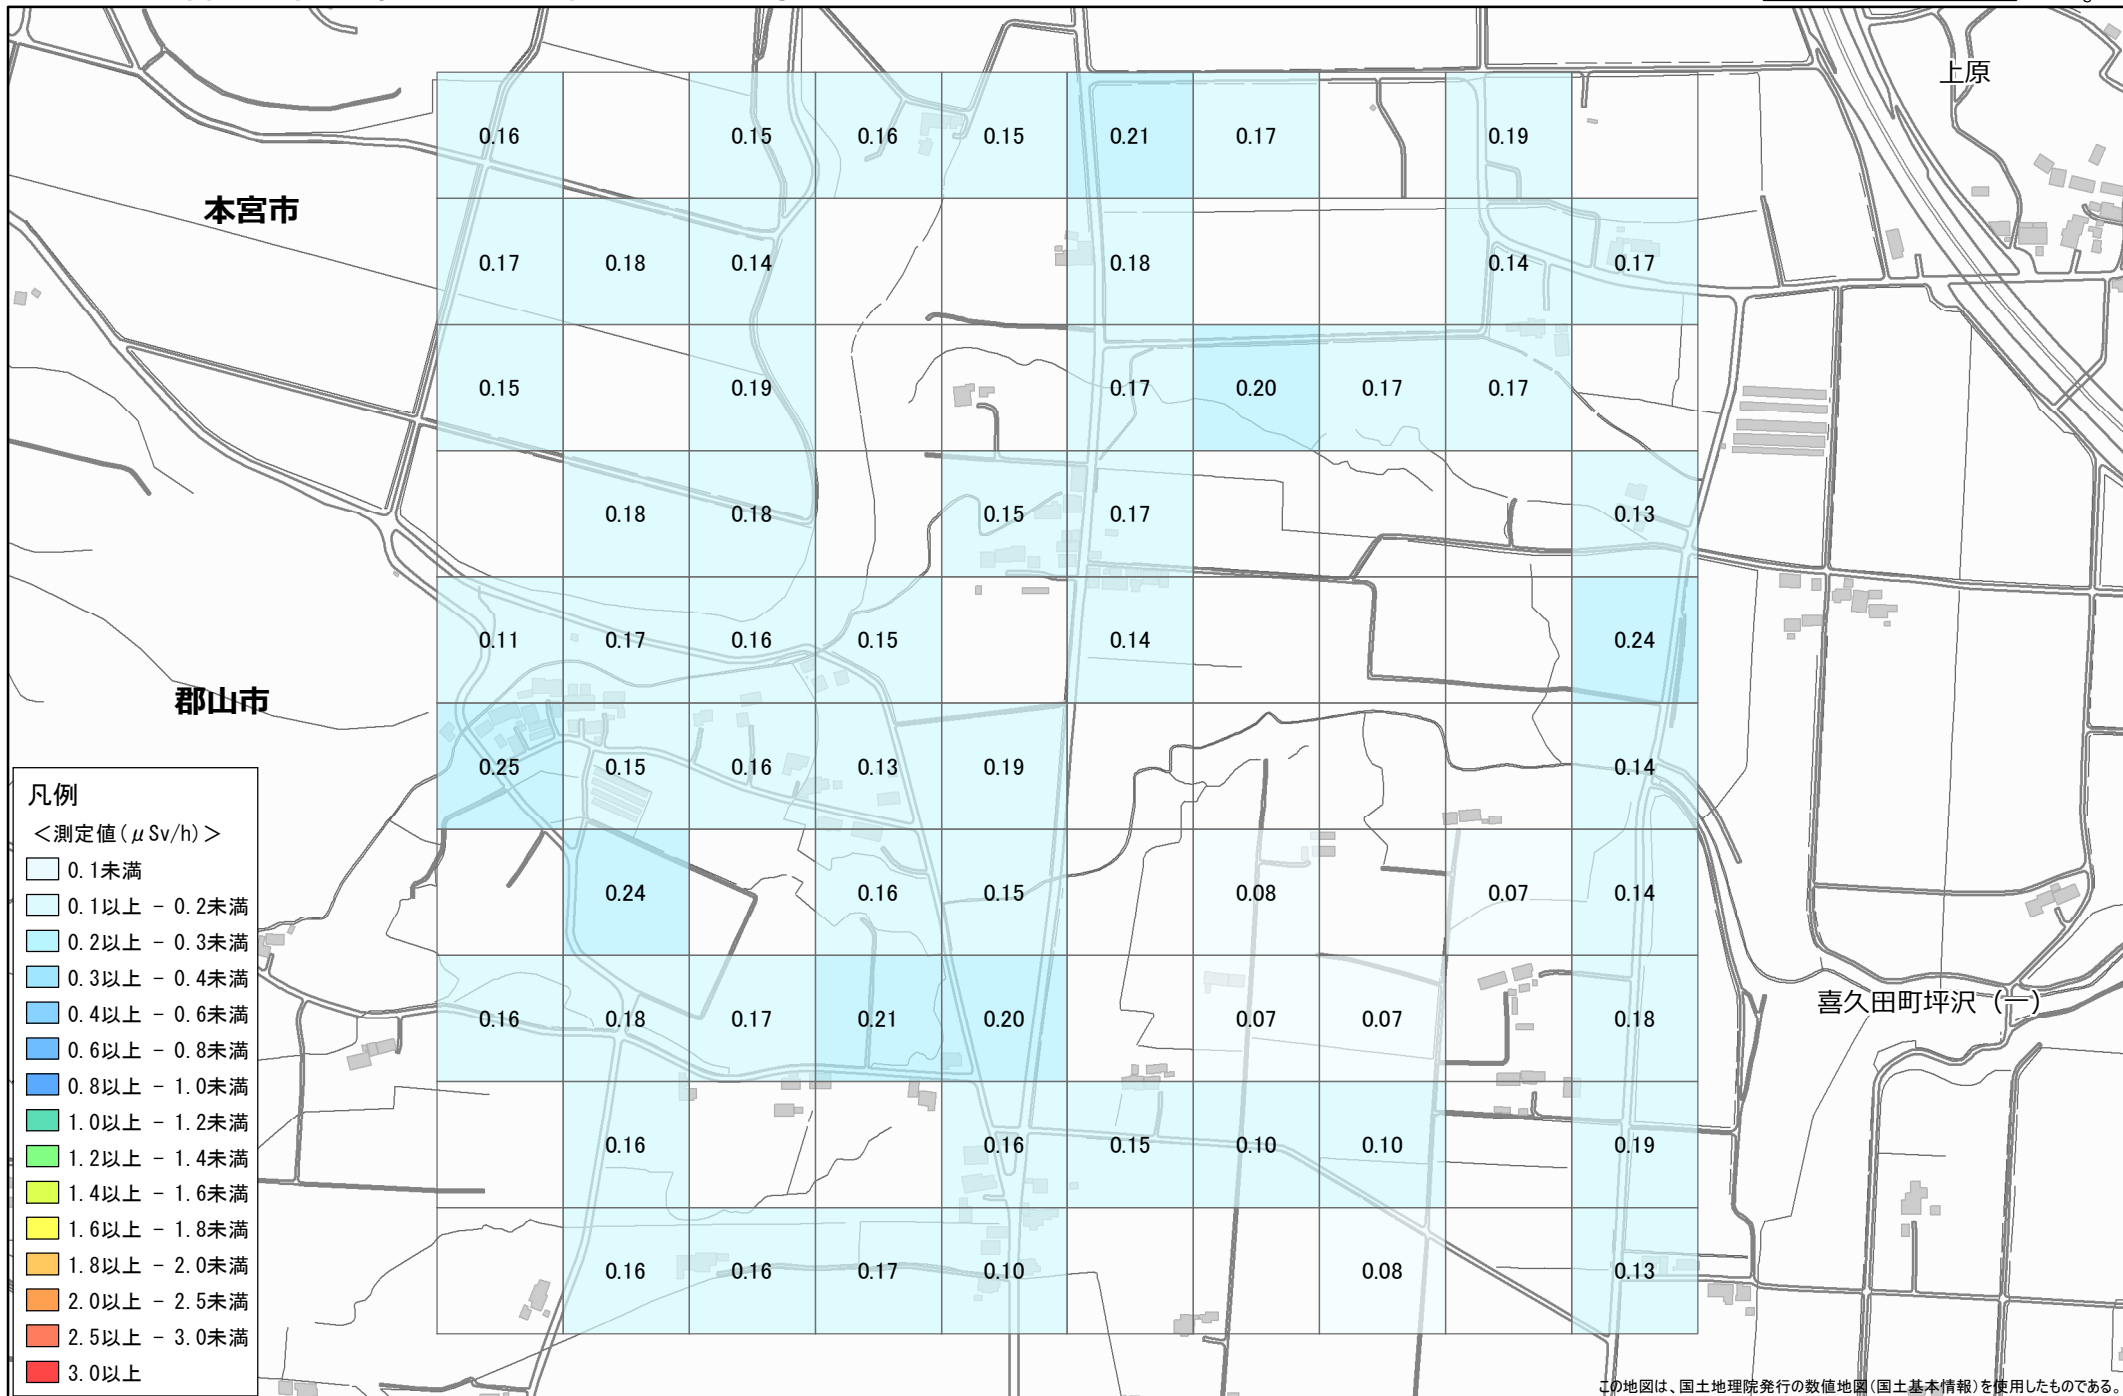 上原
0.16 0.15 0.16 0.15 0.21 0.17 0.19
本宮市
0.17 0.18 0.14 0.18 0.14 0.17
0.15 0.19 0.17 0.20 0.17 0.17
0.18 0.18 0.15 0.17 0.13
0.11 0.17 0.16 0.15 0.14 0.24
郡山市
0.25 0.15 0.16 0.13 0.19 0.14
0.24 0.16 0.15 0.08 0.07 0.14
0.16 0.18 0.17 0.21 0.20 0.07 0.07 0.18
喜久田町坪沢（一）
0.16 0.16 0.15 0.10 0.10 0.19
0.16 0.16 0.17 0.10 0.08 0.13
凡例
＜測定値(μSv/h)＞
0.1未満
0.1以上 - 0.2未満
0.2以上 - 0.3未満
0.3以上 - 0.4未満
0.4以上 - 0.6未満
0.6以上 - 0.8未満
0.8以上 - 1.0未満
1.0以上 - 1.2未満
1.2以上 - 1.4未満
1.4以上 - 1.6未満
1.6以上 - 1.8未満
1.8以上 - 2.0未満
2.0以上 - 2.5未満
2.5以上 - 3.0未満
3.0以上
この地図は、国土地理院発行の数値地図(国土基本情報)を使用したものである。